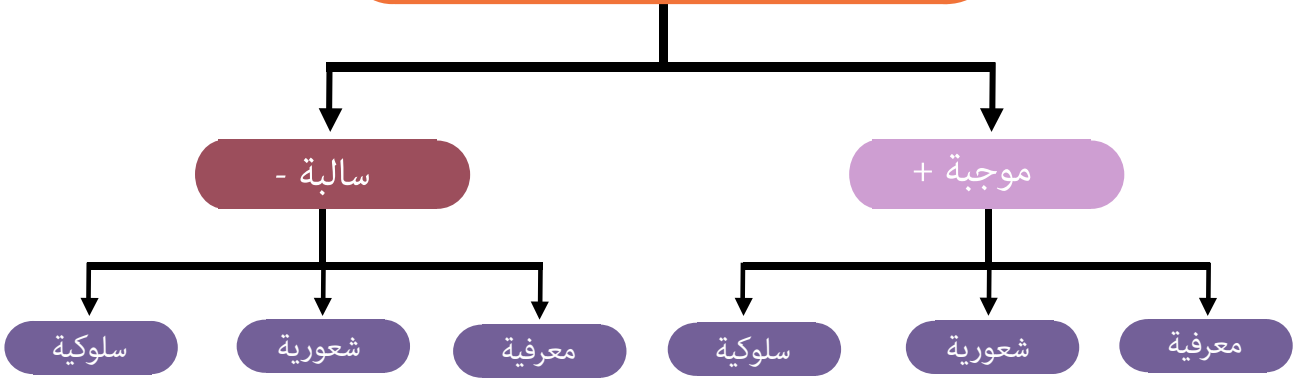 موجبة +
سالبة -
معرفية
شعورية
سلوكية
معرفية
شعورية
سلوكية